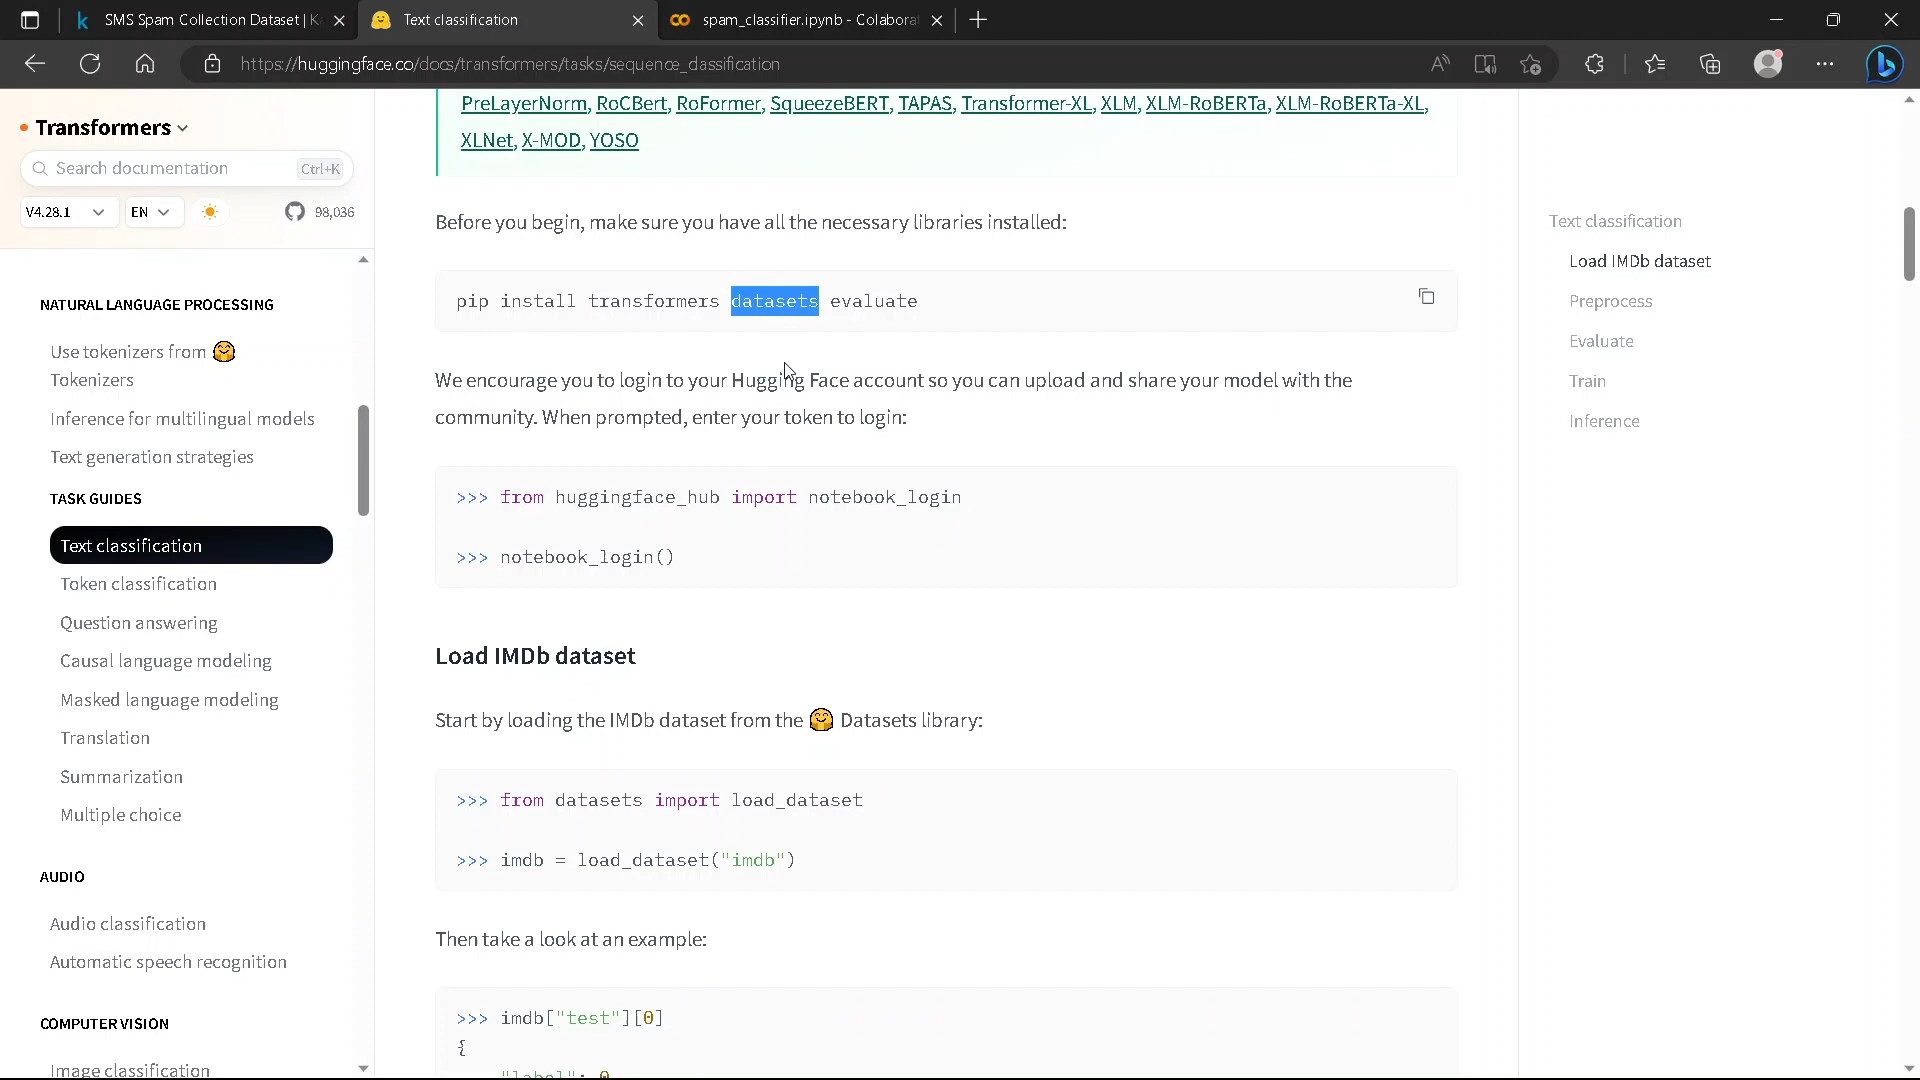 SMS Spam Collection Dataset | K
Text classification
spam_classifier.ipynb - Colabora
https://huggingface.co/docs/transformers/tasks/sequence_classification
Transformers
Search documentation
Ctrl+K
V4.28.1
EN
98,036
NATURAL LANGUAGE PROCESSING
Use tokenizers from 🤗
Tokenizers
Inference for multilingual models
Text generation strategies
TASK GUIDES
Text classification
Token classification
Question answering
Causal language modeling
Masked language modeling
Translation
Summarization
Multiple choice
AUDIO
Audio classification
Automatic speech recognition
COMPUTER VISION
Image classification
PreLayerNorm, RoCBert, RoFormer, SqueezeBERT, TAPAS, Transformer-XL, XLM, XLM-RoBERTa, XLM-RoBERTa-XL,
XLNet, X-MOD, YOSO
Before you begin, make sure you have all the necessary libraries installed:
pip install transformers datasets evaluate
We encourage you to login to your Hugging Face account so you can upload and share your model with the
community. When prompted, enter your token to login:
>>> from huggingface_hub import notebook_login
>>> notebook_login()
Load IMDb dataset
Start by loading the IMDb dataset from the 🤗 Datasets library:
>>> from datasets import load_dataset
>>> imdb = load_dataset("imdb")
Then take a look at an example:
>>> imdb["test"][0]
{
"label": 0
Text classification
Load IMDb dataset
Preprocess
Evaluate
Train
Inference